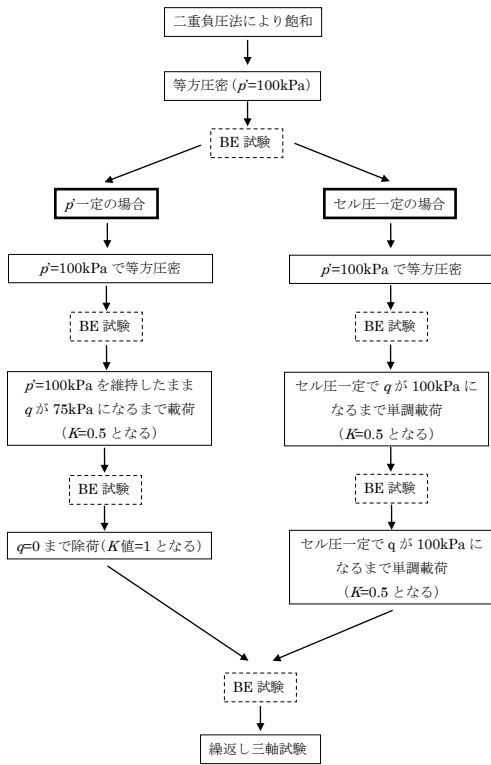 二重負圧法により飽和
等方圧密(p'=100kPa)
BE 試験
p'一定の場合
p'=100kPa で等方圧密
BE 試験
p'=100kPa を維持したまま
q が 75kPa になるまで載荷
(K=0.5 となる)
BE 試験
q=0 まで除荷(K値=1 となる)
セル圧一定の場合
p'=100kPa で等方圧密
BE 試験
セル圧一定で q が 100kPa に
なるまで単調載荷
(K=0.5 となる)
BE 試験
セル圧一定で q が 100kPa に
なるまで単調載荷
(K=0.5 となる)
BE 試験
繰返し三軸試験